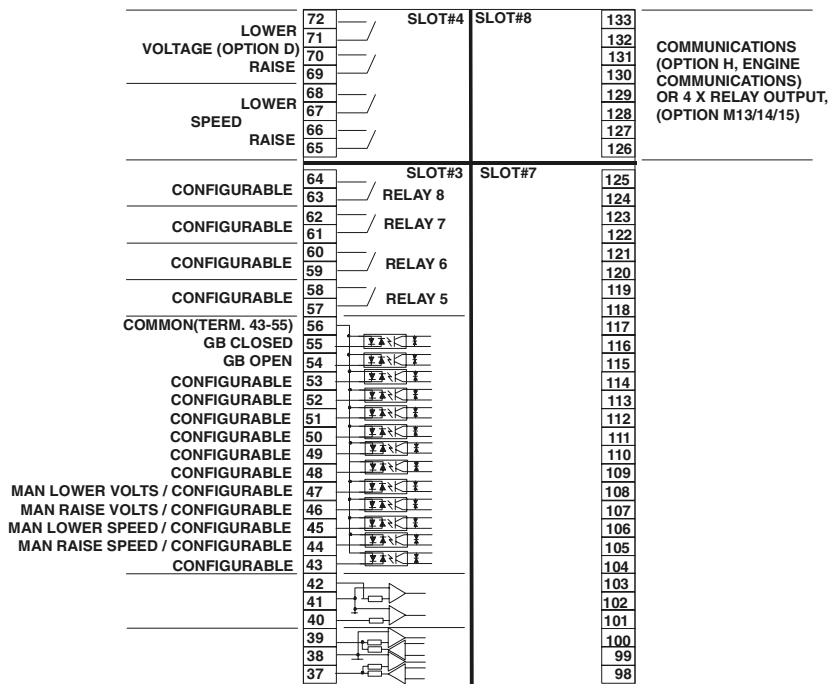 72 SLOT#4 SLOT#8 133
LOWER 71 132
VOLTAGE (OPTION D) 70 131 COMMUNICATIONS
RAISE 69 130 (OPTION H, ENGINE
COMMUNICATIONS)
68 129 OR 4 X RELAY OUTPUT,
LOWER 67 128 (OPTION M13/14/15)
SPEED 66 127
RAISE 65 126
SLOT#3 SLOT#7
64 125
CONFIGURABLE 63 RELAY 8 124
62 123
CONFIGURABLE 61 RELAY 7 122
60 121
CONFIGURABLE 59 RELAY 6 120
58 119
CONFIGURABLE 57 RELAY 5 118
COMMON(TERM. 43-55) 56 117
GB CLOSED 55 116
GB OPEN 54 115
CONFIGURABLE 53 114
CONFIGURABLE 52 113
CONFIGURABLE 51 112
CONFIGURABLE 50 111
CONFIGURABLE 49 110
CONFIGURABLE 48 109
MAN LOWER VOLTS / CONFIGURABLE 47 108
MAN RAISE VOLTS / CONFIGURABLE 46 107
MAN LOWER SPEED / CONFIGURABLE 45 106
MAN RAISE SPEED / CONFIGURABLE 44 105
CONFIGURABLE 43 104
42 103
41 102
40 101
39 100
38 99
37 98